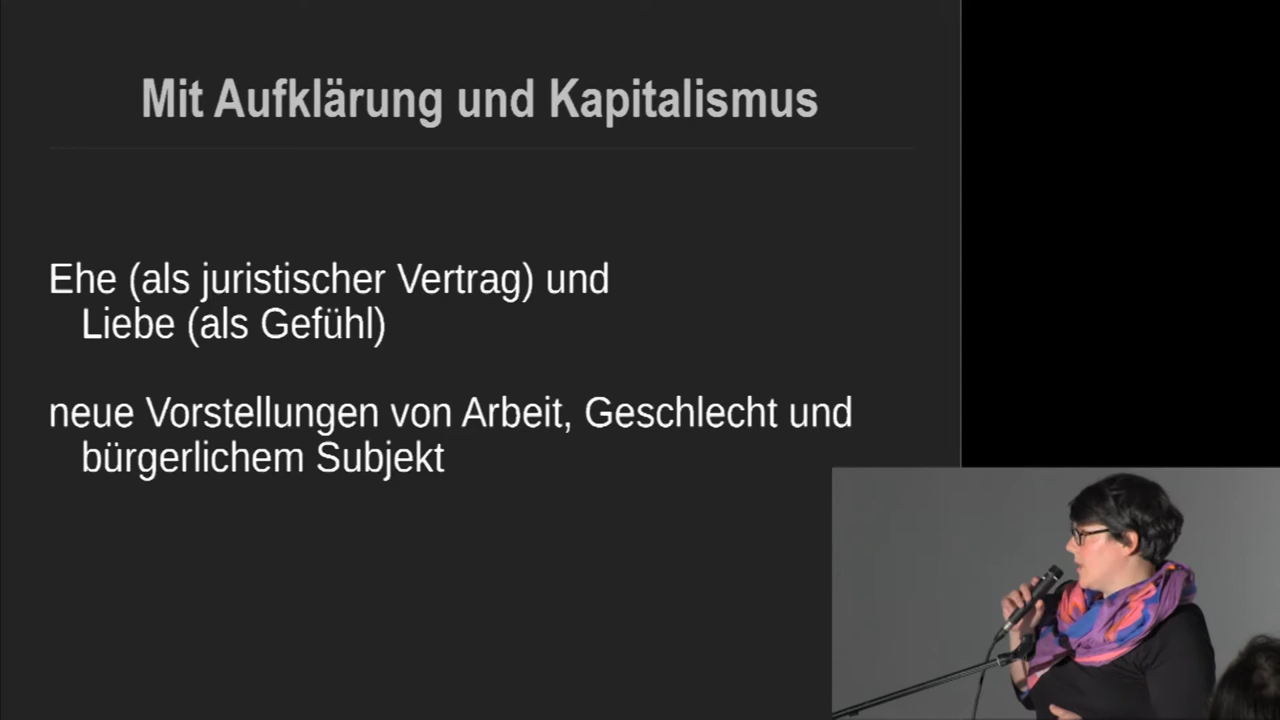 Mit Aufklärung und Kapitalismus
Ehe (als juristischer Vertrag) und
Liebe (als Gefühl)
neue Vorstellungen von Arbeit, Geschlecht und
bürgerlichem Subjekt